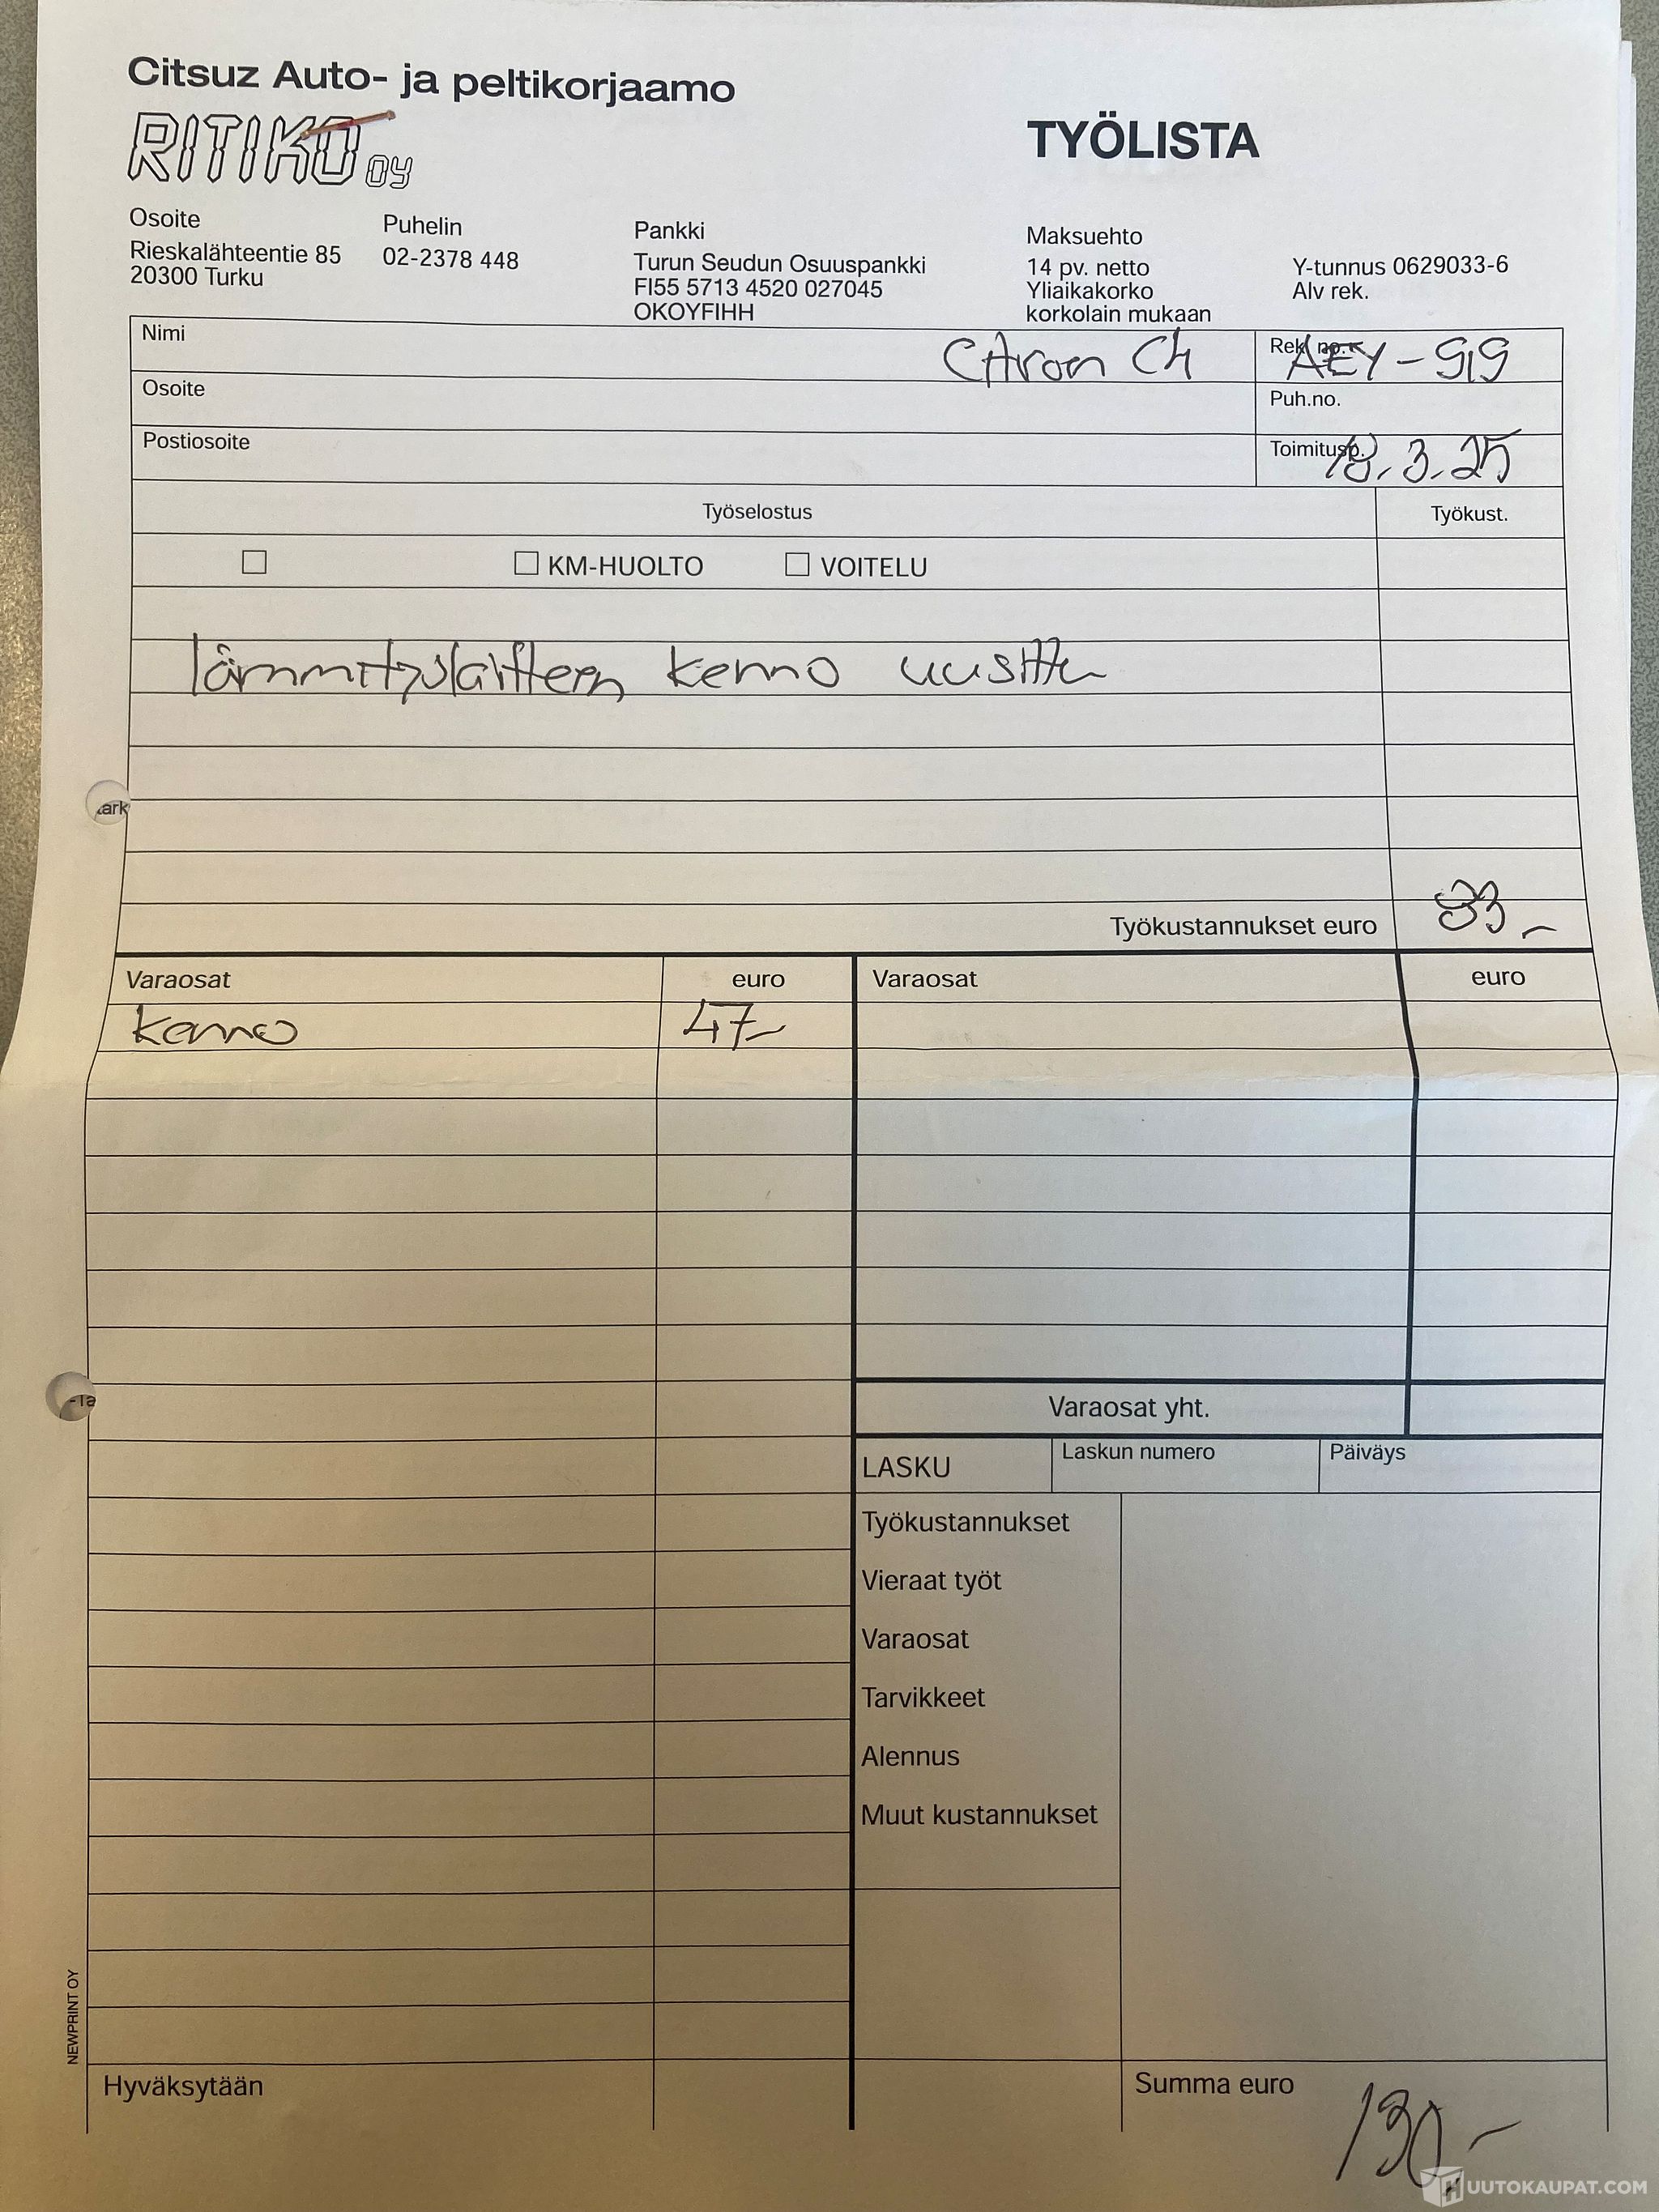 Citsuz Auto- ja peltikorjaamo
RITIKO OY
TYÖLISTA
Osoite
Rieskalähteentie 85
20300 Turku
Puhelin
02-2378 448
Pankki
Turun Seudun Osuuspankki
FI55 5713 4520 027045
OKOYFIHH
Maksuehto
14 pv. netto
Yliaikakorko
korkolain mukaan
Y-tunnus 0629033-6
Alv rek.
Nimi
Citroen C4
Rek. no.
AEY-919
Osoite
Puh.no.
Postiosoite
Toimitusp.
18.3.25
Työselostus
Työkust.
KM-HUOLTO
VOITELU
lämmityslaitteen kenno uusittu
Työkustannukset euro
83,-
Varaosat
euro
Varaosat
euro
kenno
47,-
Varaosat yht.
LASKU
Laskun numero
Päiväys
Työkustannukset
Vieraat työt
Varaosat
Tarvikkeet
Alennus
Muut kustannukset
Hyväksytään
Summa euro
130,-
NEWPRINT OY
HUUTOKAUPAT.COM